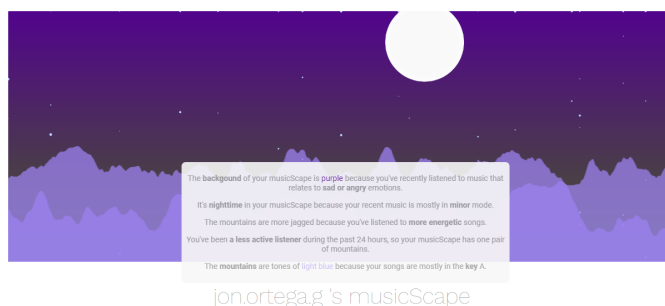 The backgound of your musicScape is purple because you've recently listened to music that
relates to sad or angry emotions.
It's nighttime in your musicScape because your recent music is mostly in minor mode.
The mountains are more jagged because you've listened to more energetic songs.
You've been a less active listener during the past 24 hours, so your musicScape has one pair
of mountains.
The mountains are tones of light blue because your songs are mostly in the key A.
jon.ortega.g 's musicScape